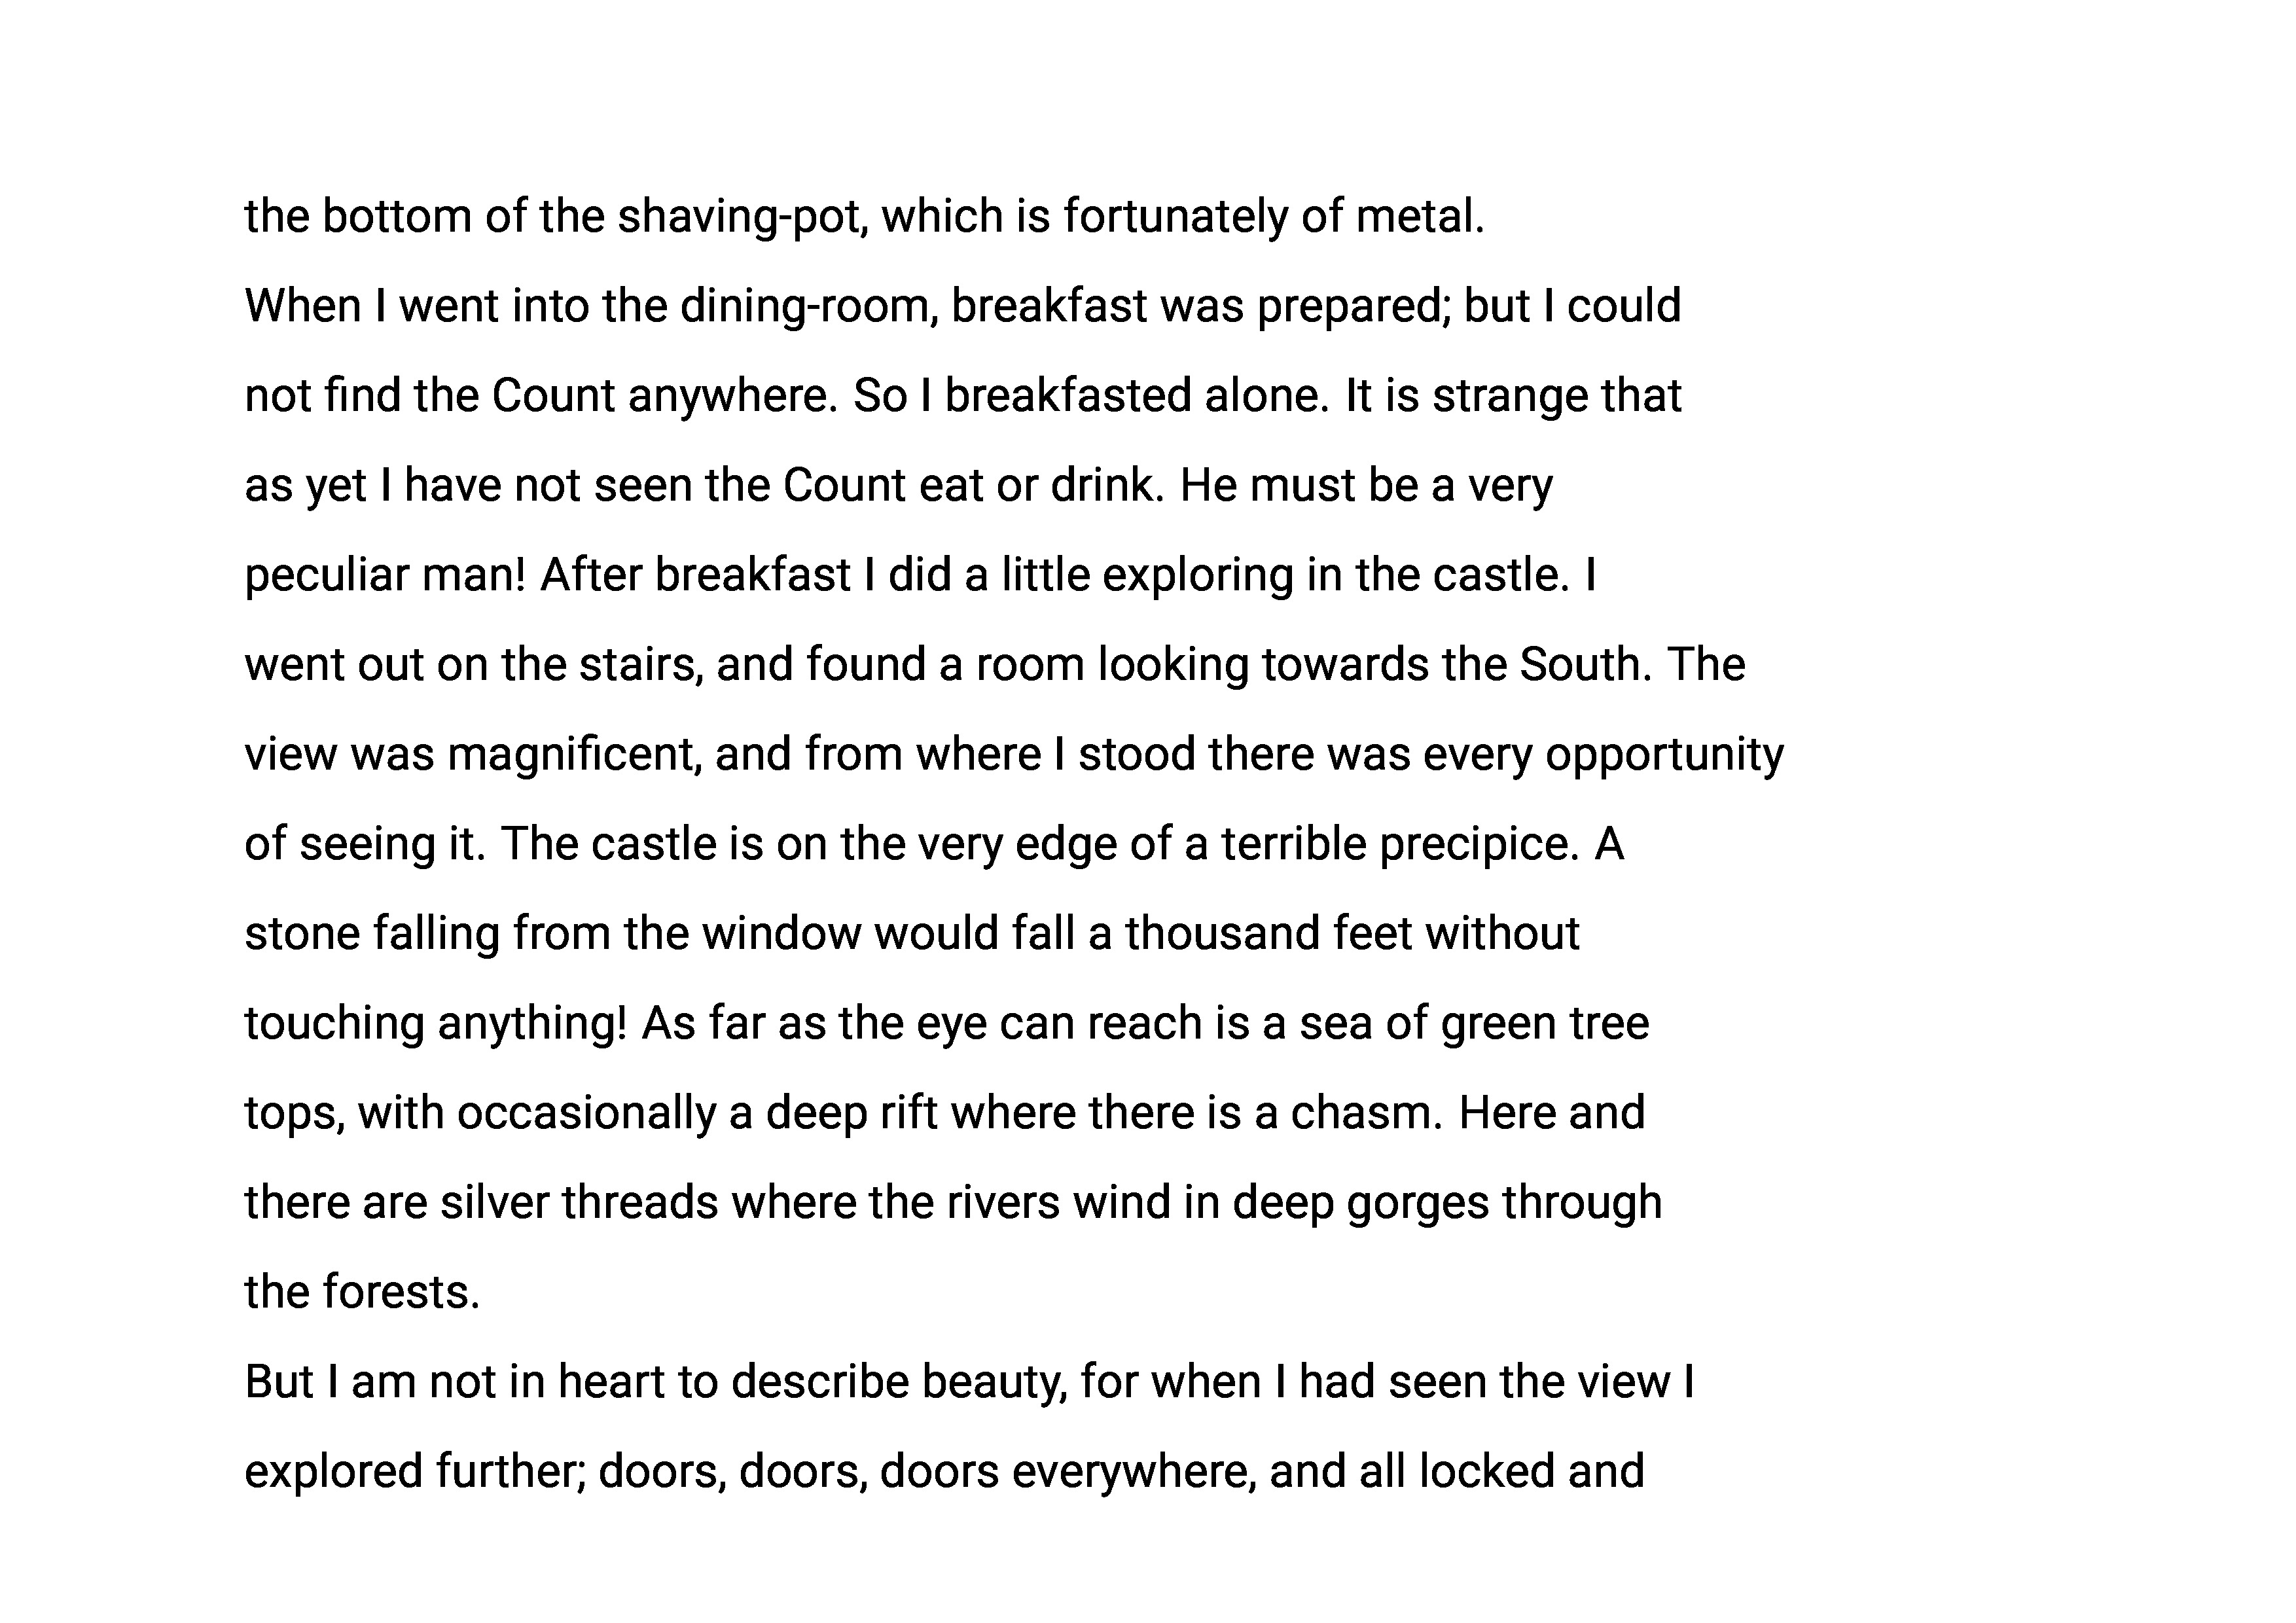 the bottom of the shaving-pot, which is fortunately of metal.
When I went into the dining-room, breakfast was prepared; but I could
not find the Count anywhere. So I breakfasted alone. It is strange that
as yet I have not seen the Count eat or drink. He must be a very
peculiar man! After breakfast I did a little exploring in the castle. I
went out on the stairs, and found a room looking towards the South. The
view was magnificent, and from where I stood there was every opportunity
of seeing it. The castle is on the very edge of a terrible precipice. A
stone falling from the window would fall a thousand feet without
touching anything! As far as the eye can reach is a sea of green tree
tops, with occasionally a deep rift where there is a chasm. Here and
there are silver threads where the rivers wind in deep gorges through
the forests.
But I am not in heart to describe beauty, for when I had seen the view I
explored further; doors, doors, doors everywhere, and all locked and